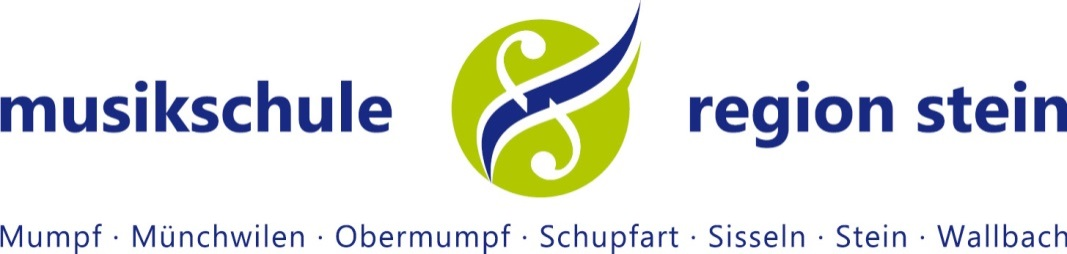 musikschule region stein
Mumpf · Münchwilen · Obermumpf · Schupfart · Sisseln · Stein · Wallbach